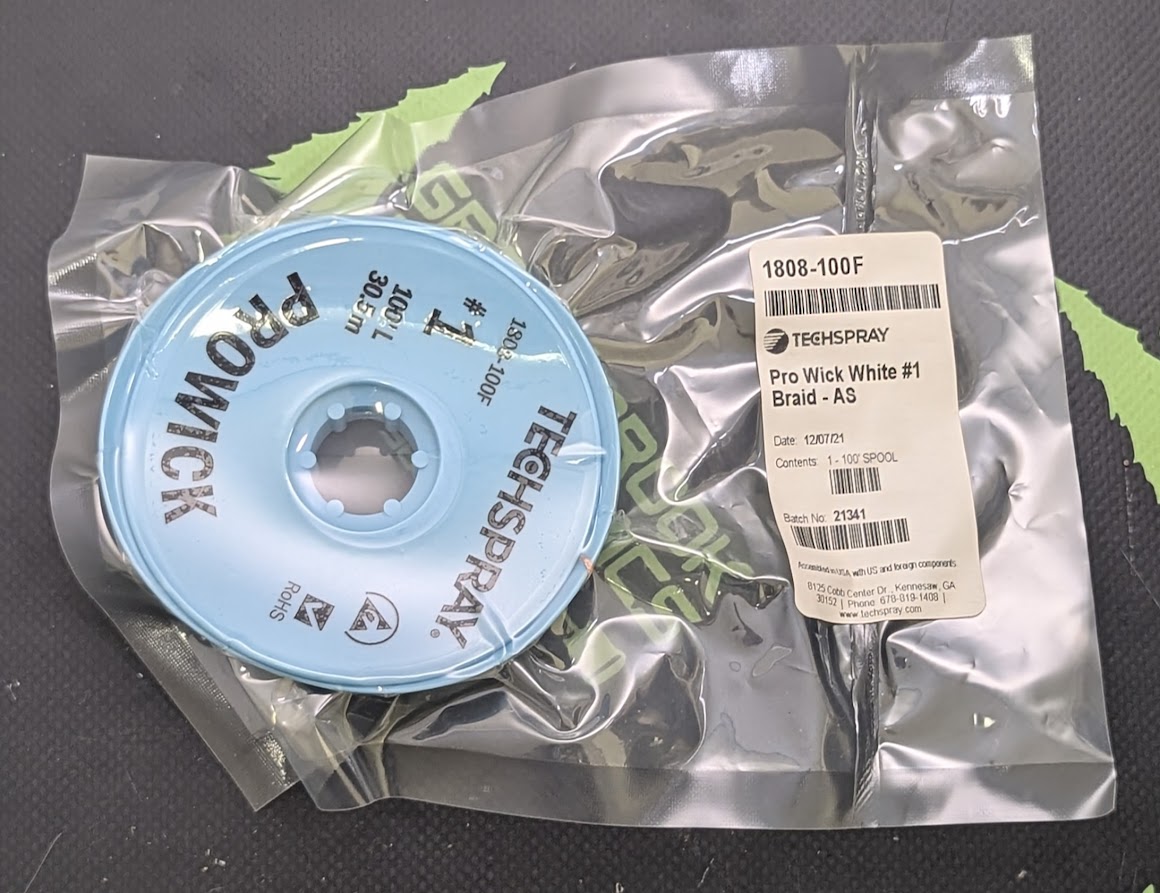 PROWICK
100' L
30.5m
#1
1808-100F
TECHSPRAY®
RoHS
1808-100F
TECHSPRAY
Pro Wick White #1
Braid - AS
Date: 12/07/21
Contents: 1 - 100' SPOOL
Batch No: 21341
Assembled in USA with US and foreign components
8125 Cobb Center Dr., Kennesaw, GA
30152 | Phone: 678-819-1408 |
www.techspray.com